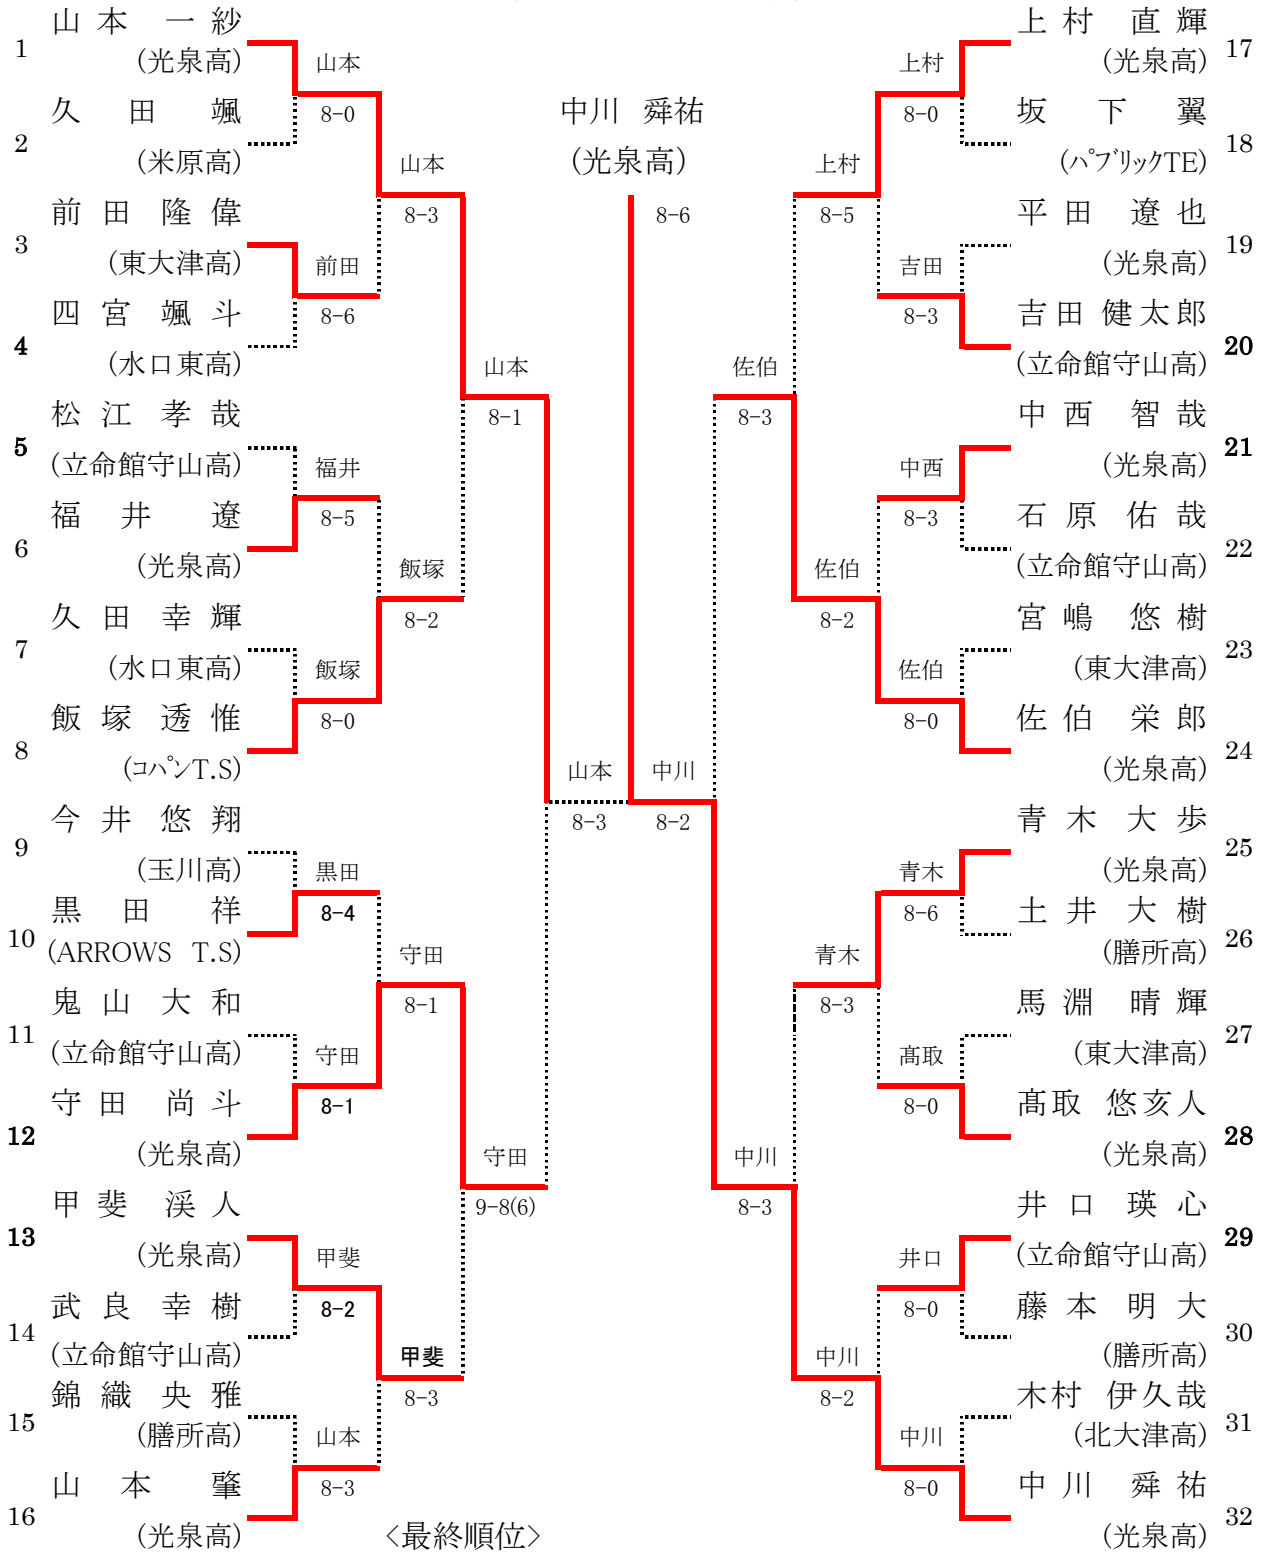 1 山本 一紗 (光泉高)
2 久田 颯 (米原高)
3 前田 隆偉 (東大津高)
4 四宮 颯斗 (水口東高)
5 松江 孝哉 (立命館守山高)
6 福井 遼 (光泉高)
7 久田 幸輝 (水口東高)
8 飯塚 透惟 (コパンT.S)
9 今井 悠翔 (玉川高)
10 黒田 祥 (ARROWS T.S)
11 鬼山 大和 (立命館守山高)
12 守田 尚斗 (光泉高)
13 甲斐 渓人 (光泉高)
14 武良 幸樹 (立命館守山高)
15 錦織 央雅 (膳所高)
16 山本 肇 (光泉高)
山本
8-0
前田
8-6
福井
8-5
飯塚
8-0
黒田
8-4
守田
8-1
甲斐
8-2
山本
8-3
山本
8-3
飯塚
8-2
守田
8-1
甲斐
8-3
山本
8-1
守田
9-8(6)
山本
8-3
中川 舜祐
(光泉高)
8-6
中川
8-2
佐伯
8-3
中川
8-3
上村
8-5
佐伯
8-2
青木
8-3
中川
8-2
上村
8-0
吉田
8-3
中西
8-3
佐伯
8-0
青木
8-6
髙取
8-0
井口
8-0
中川
8-0
上村 直輝 (光泉高) 17
坂下 翼 (パブリックTE) 18
平田 遼也 (光泉高) 19
吉田 健太郎 (立命館守山高) 20
中西 智哉 (光泉高) 21
石原 佑哉 (立命館守山高) 22
宮嶋 悠樹 (東大津高) 23
佐伯 栄郎 (光泉高) 24
青木 大歩 (光泉高) 25
土井 大樹 (膳所高) 26
馬淵 晴輝 (東大津高) 27
髙取 悠亥人 (光泉高) 28
井口 瑛心 (立命館守山高) 29
藤本 明大 (膳所高) 30
木村 伊久哉 (北大津高) 31
中川 舜祐 (光泉高) 32
<最終順位>